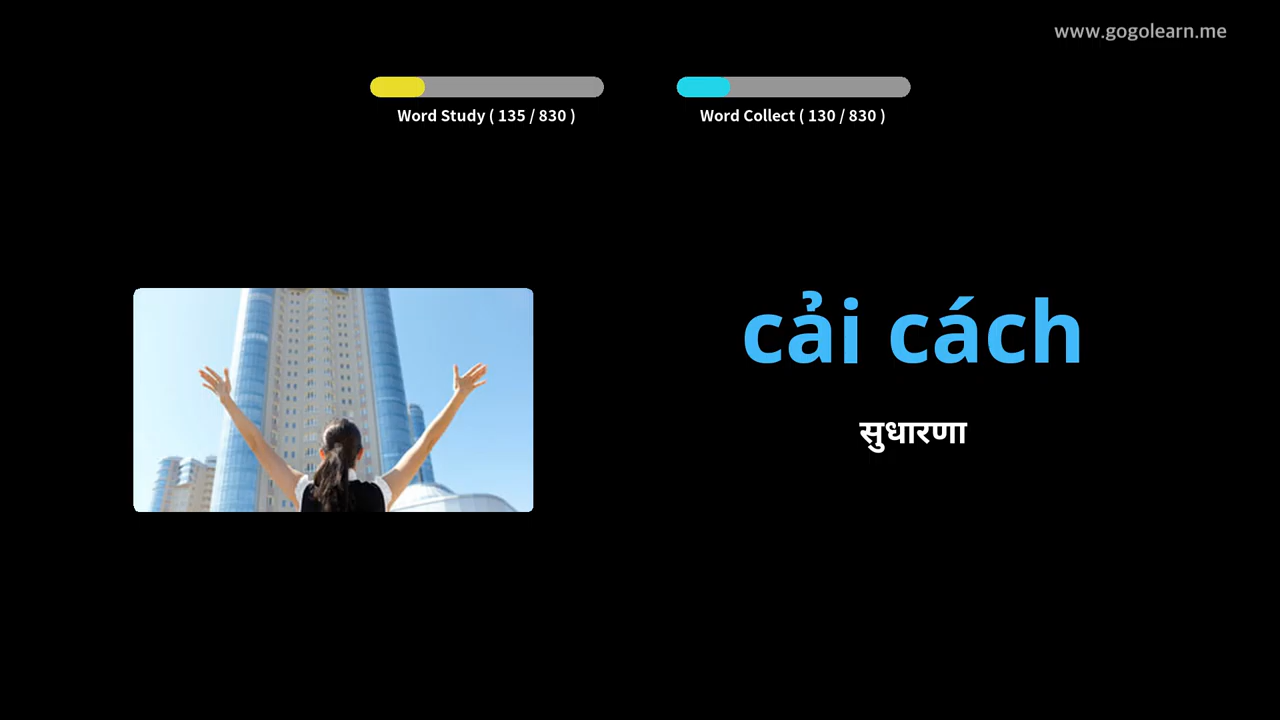 www.gogolearn.me
Word Study ( 135 / 830 )
Word Collect ( 130 / 830 )
cải cách
सुधारणा